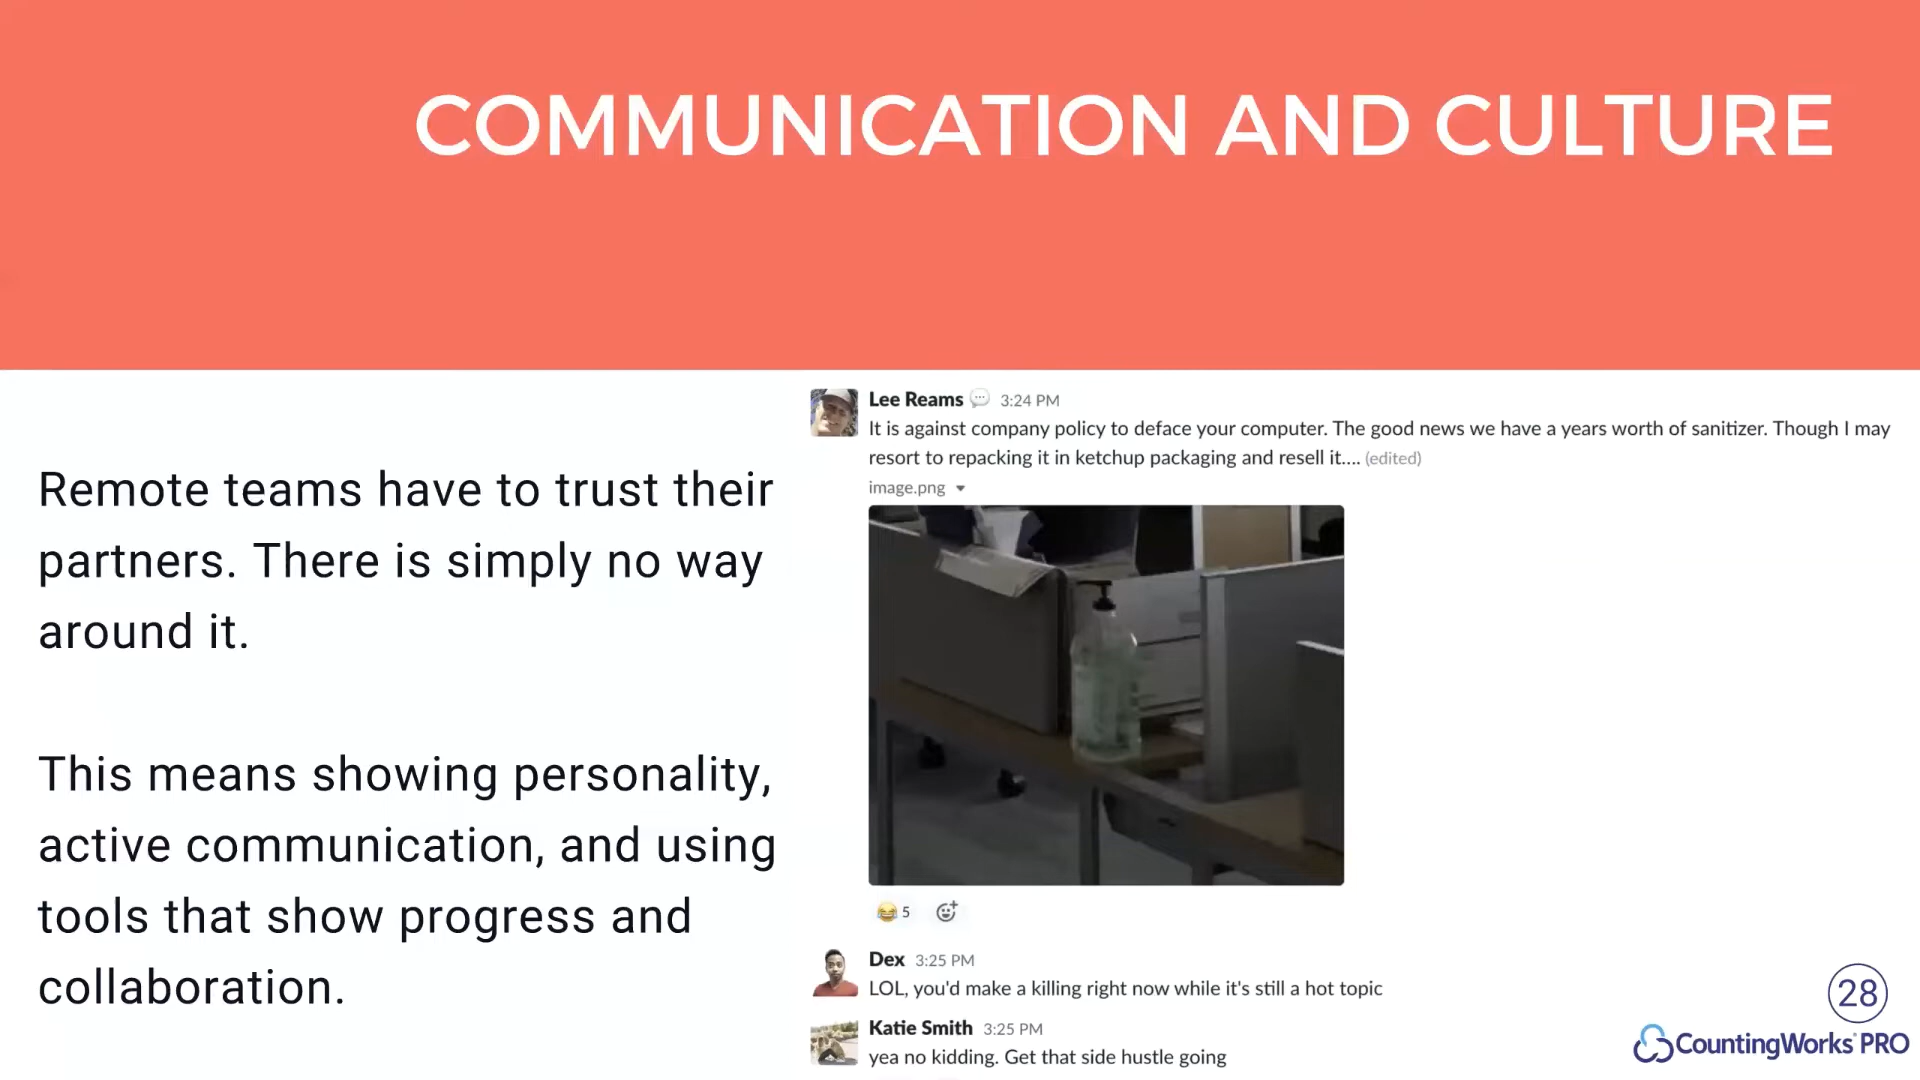 COMMUNICATION AND CULTURE
Remote teams have to trust their
partners. There is simply no way
around it.
This means showing personality,
active communication, and using
tools that show progress and
collaboration.
Lee Reams 3:24 PM
It is against company policy to deface your computer. The good news we have a years worth of sanitizer. Though I may
resort to repacking it in ketchup packaging and resell it.... (edited)
image.png
5
Dex 3:25 PM
LOL, you'd make a killing right now while it's still a hot topic
Katie Smith 3:25 PM
yea no kidding. Get that side hustle going
28
CountingWorks PRO